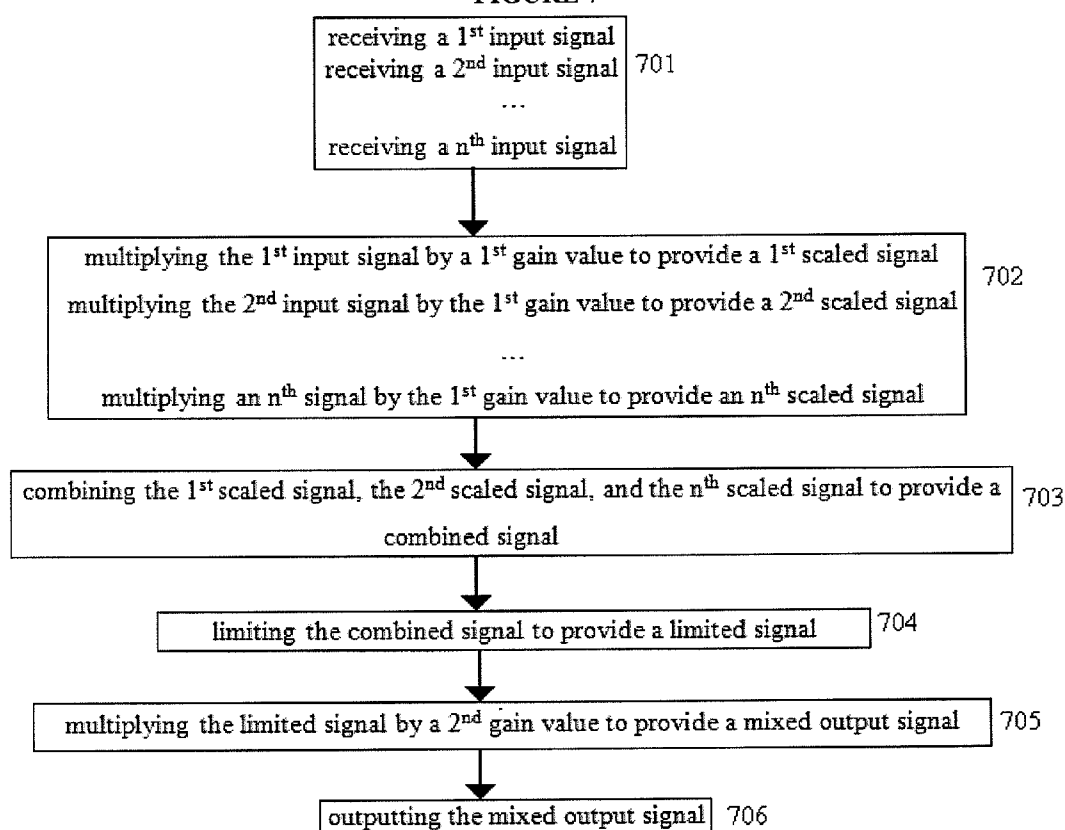 FIGURE 7
receiving a 1st input signal
receiving a 2nd input signal
...
receiving a nth input signal
701
multiplying the 1st input signal by a 1st gain value to provide a 1st scaled signal
multiplying the 2nd input signal by the 1st gain value to provide a 2nd scaled signal
...
multiplying an nth signal by the 1st gain value to provide an nth scaled signal
702
combining the 1st scaled signal, the 2nd scaled signal, and the nth scaled signal to provide a
combined signal
703
limiting the combined signal to provide a limited signal
704
multiplying the limited signal by a 2nd gain value to provide a mixed output signal
705
outputting the mixed output signal
706